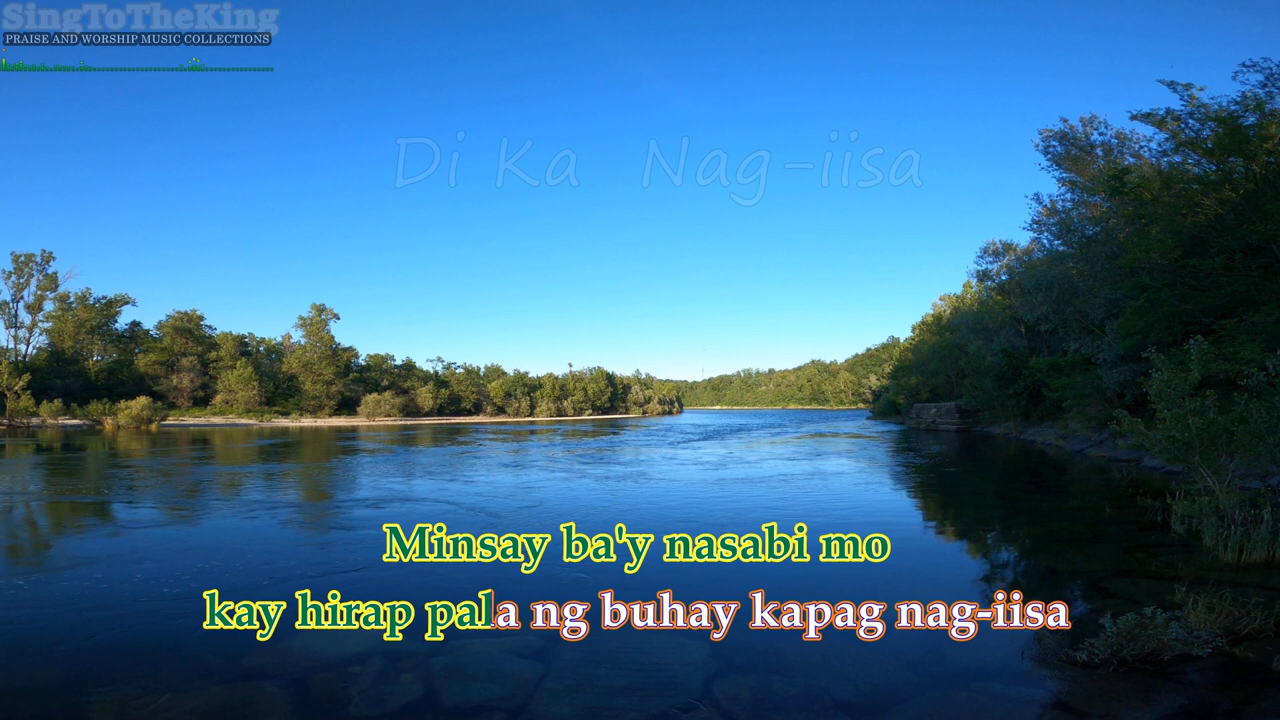 SingToTheKing
PRAISE AND WORSHIP MUSIC COLLECTIONS
Di Ka Nag-iisa
Minsay ba'y nasabi mo
kay hirap pala ng buhay kapag nag-iisa